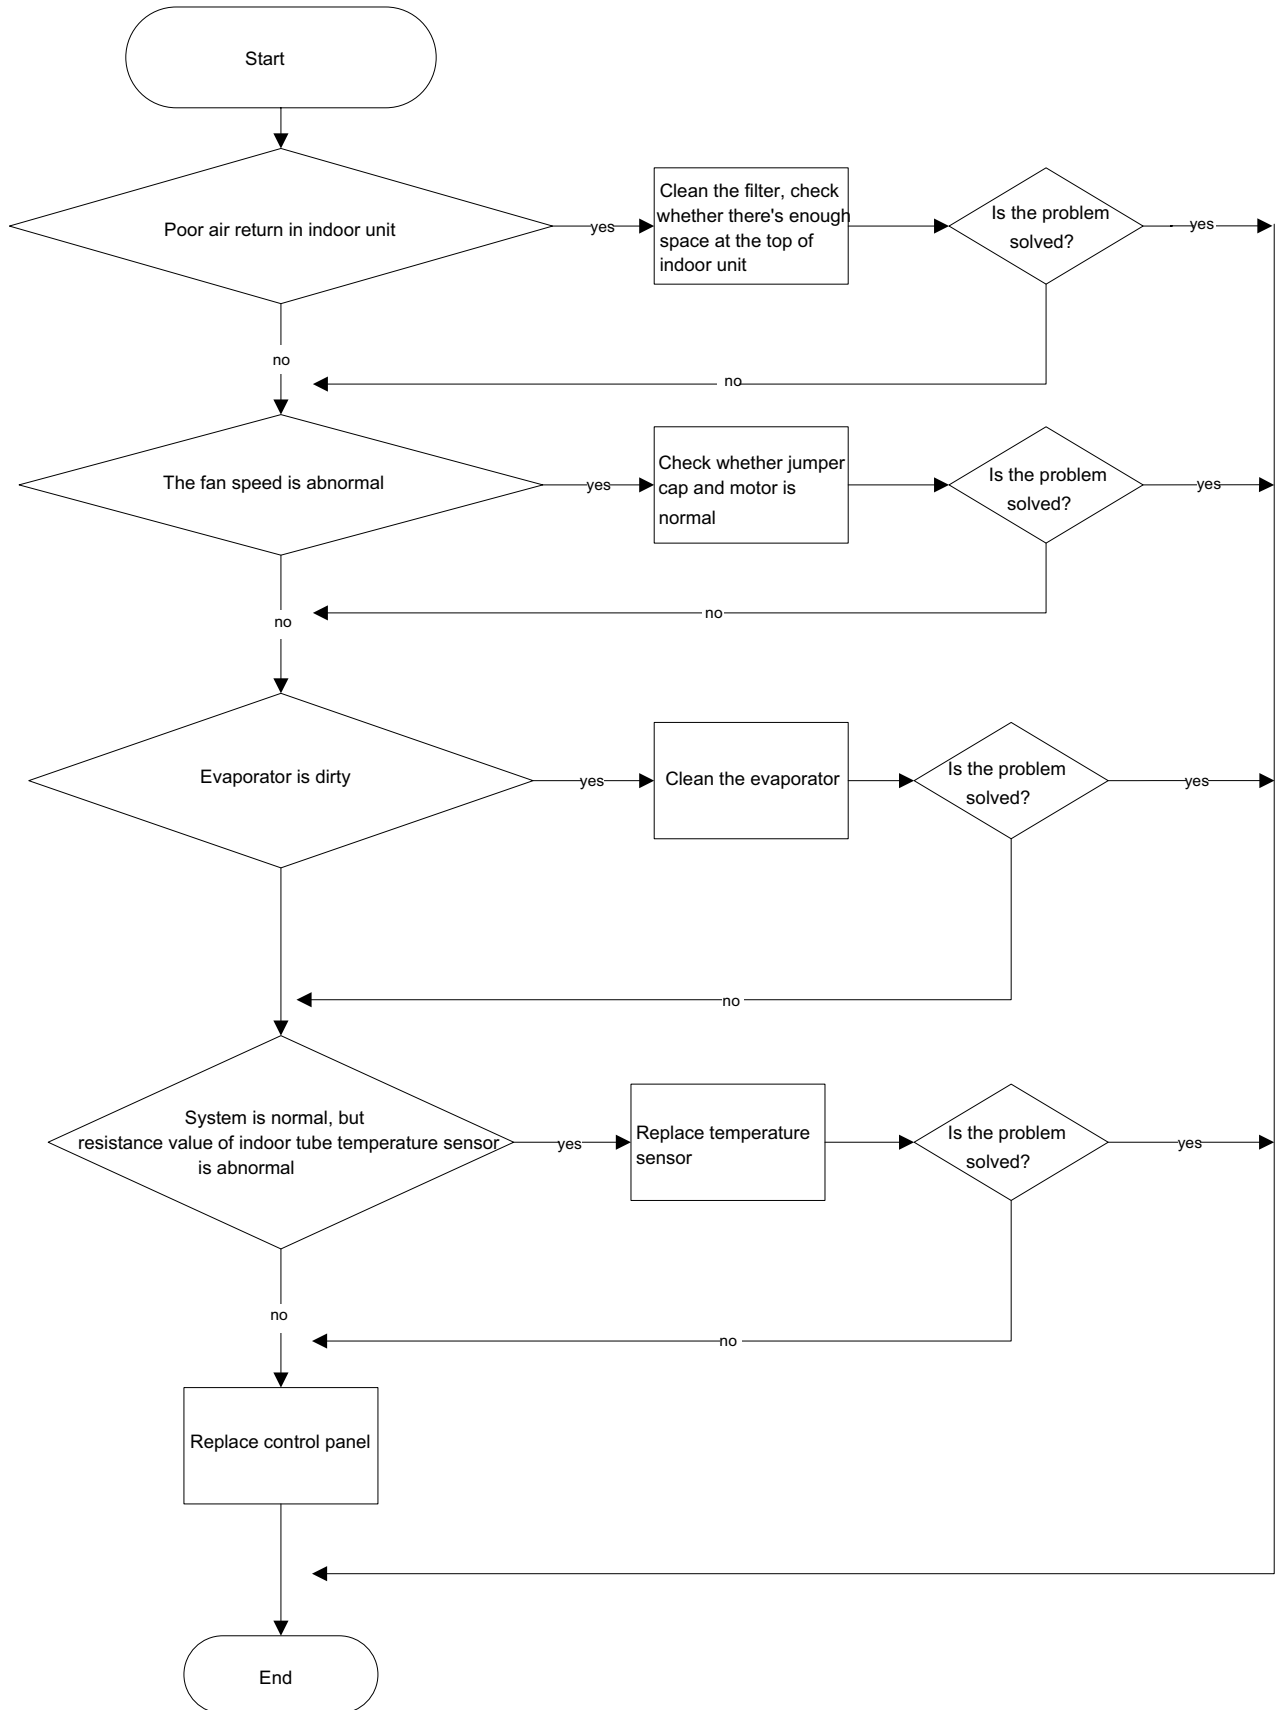 Start
Poor air return in indoor unit
yes
Clean the filter, check
whether there's enough
space at the top of
indoor unit
Is the problem
solved?
yes
no
no
The fan speed is abnormal
yes
Check whether jumper
cap and motor is
normal
Is the problem
solved?
yes
no
no
Evaporator is dirty
yes
Clean the evaporator
Is the problem
solved?
yes
no
System is normal, but
resistance value of indoor tube temperature sensor
is abnormal
yes
Replace temperature
sensor
Is the problem
solved?
yes
no
no
Replace control panel
End